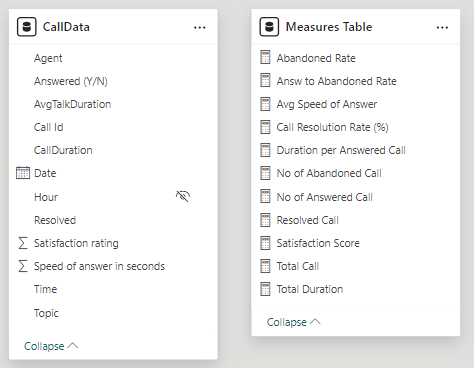 CallData
Agent
Answered (Y/N)
AvgTalkDuration
Call Id
CallDuration
Date
Hour
Resolved
Satisfaction rating
Speed of answer in seconds
Time
Topic
Collapse
Measures Table
Abandoned Rate
Answ to Abandoned Rate
Avg Speed of Answer
Call Resolution Rate (%)
Duration per Answered Call
No of Abandoned Call
No of Answered Call
Resolved Call
Satisfaction Score
Total Call
Total Duration
Collapse